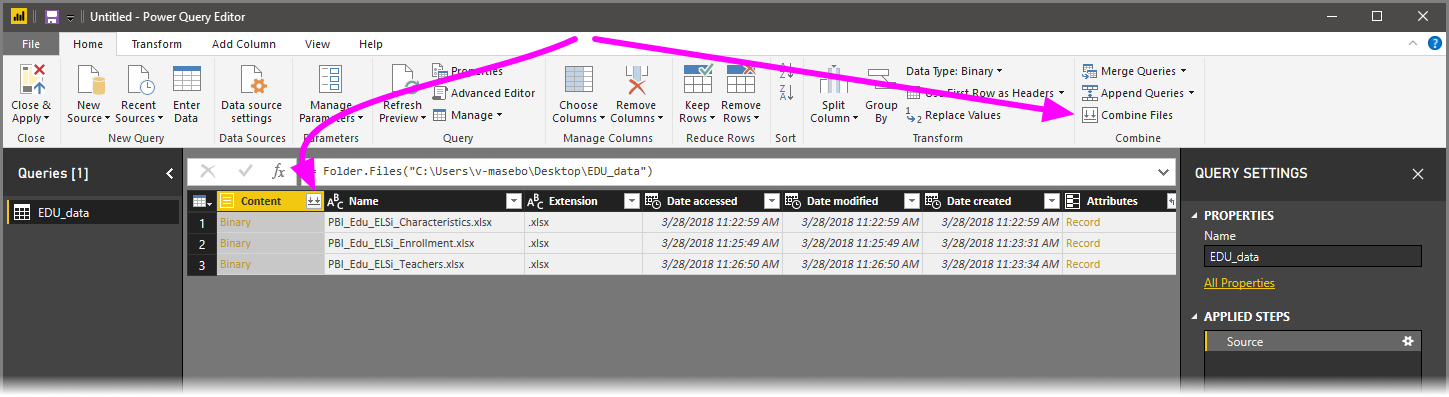 Untitled - Power Query Editor
File Home Transform Add Column View Help
Close & Apply
New Source
Recent Sources
Enter Data
Data source settings
Manage Parameters
Refresh Preview
Properties
Advanced Editor
Manage
Choose Columns
Remove Columns
Keep Rows
Remove Rows
Split Column
Group By
Data Type: Binary
Use First Row as Headers
Replace Values
Merge Queries
Append Queries
Combine Files
Close New Query Data Sources Parameters Query Manage Columns Reduce Rows Sort Transform Combine
Queries [1]
EDU_data
fx = Folder.Files("C:\Users\v-masebo\Desktop\EDU_data")
Content Name Extension Date accessed Date modified Date created Attributes
1 Binary PBI_Edu_ELSi_Characteristics.xlsx .xlsx 3/28/2018 11:22:59 AM 3/28/2018 11:22:59 AM 3/28/2018 11:22:59 AM Record
2 Binary PBI_Edu_ELSi_Enrollment.xlsx .xlsx 3/28/2018 11:25:49 AM 3/28/2018 11:25:49 AM 3/28/2018 11:23:31 AM Record
3 Binary PBI_Edu_ELSi_Teachers.xlsx .xlsx 3/28/2018 11:26:50 AM 3/28/2018 11:26:50 AM 3/28/2018 11:23:34 AM Record
QUERY SETTINGS
PROPERTIES
Name
EDU_data
All Properties
APPLIED STEPS
Source